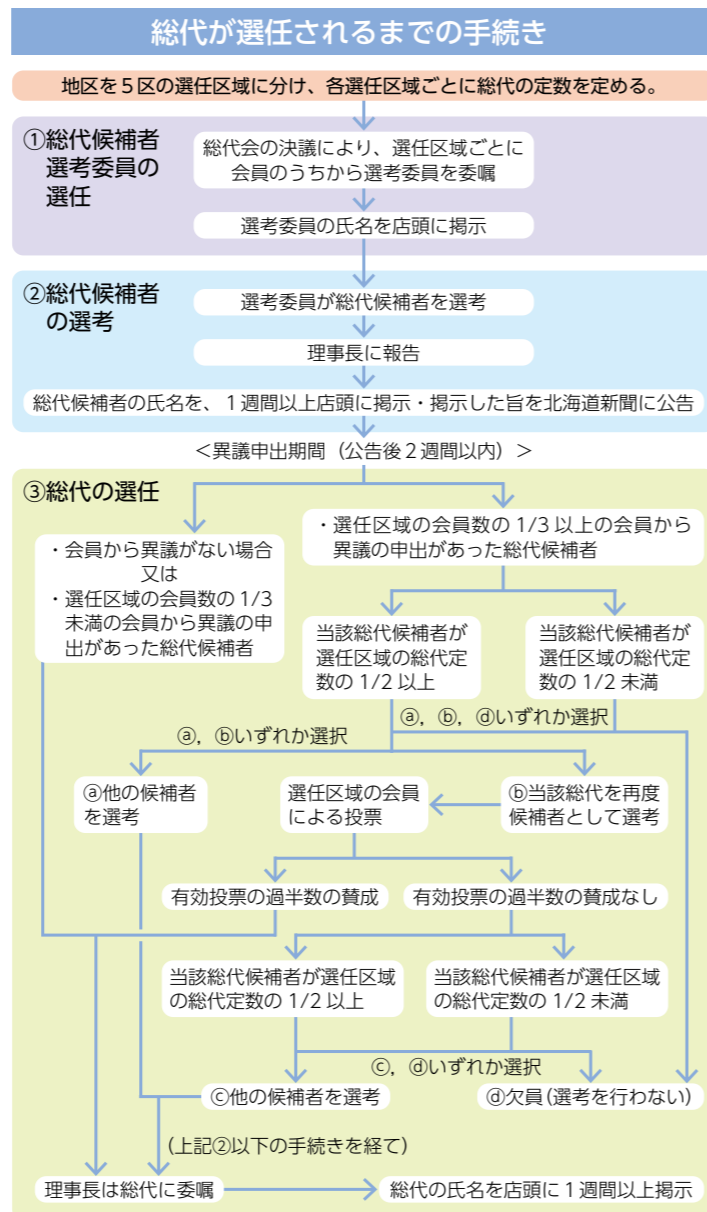 総代が選任されるまでの手続き
地区を5区の選任区域に分け、各選任区域ごとに総代の定数を定める。
①総代候補者
選考委員の
選任
総代会の決議により、選任区域ごとに
会員のうちから選考委員を委嘱
選考委員の氏名を店頭に掲示
②総代候補者
の選考
選考委員が総代候補者を選考
理事長に報告
総代候補者の氏名を、1週間以上店頭に掲示・掲示した旨を北海道新聞に公告
<異議申出期間(公告後2週間以内)>
③総代の選任
・会員から異議がない場合
又は
・選任区域の会員数の1/3
未満の会員から異議の申
出があった総代候補者
・選任区域の会員数の1/3以上の会員から
異議の申出があった総代候補者
当該総代候補者が
選任区域の総代定
数の1/2以上
当該総代候補者が
選任区域の総代定
数の1/2未満
ⓐ, ⓑいずれか選択
ⓐ, ⓑ, ⓓいずれか選択
ⓐ他の候補者
を選考
選任区域の会員
による投票
ⓑ当該総代を再度
候補者として選考
有効投票の過半数の賛成
有効投票の過半数の賛成なし
当該総代候補者が選任区域
の総代定数の1/2以上
当該総代候補者が選任区域
の総代定数の1/2未満
ⓒ, ⓓいずれか選択
ⓒ他の候補者を選考
ⓓ欠員(選考を行わない)
(上記②以下の手続きを経て)
理事長は総代に委嘱
総代の氏名を店頭に1週間以上掲示